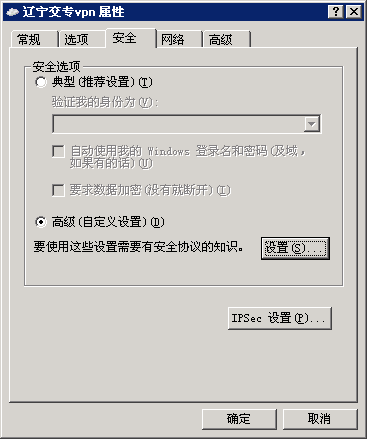 辽宁交专vpn 属性
常规 选项 安全 网络 高级
安全选项
典型(推荐设置)(T)
验证我的身份为(V):
自动使用我的 Windows 登录名和密码(及域，
如果有的话)(U)
要求数据加密(没有就断开)(I)
高级(自定义设置)(D)
要使用这些设置需要有安全协议的知识。 设置(S)...
IPSec 设置(P)...
确定 取消